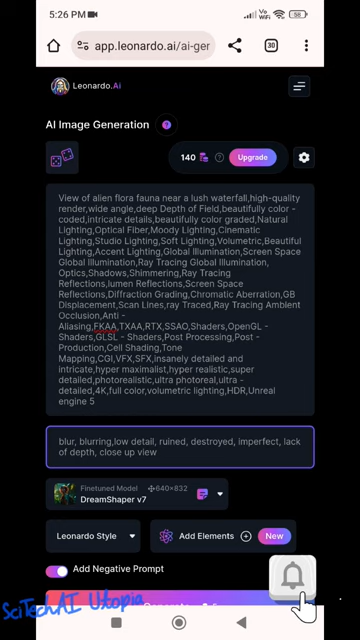 5:26 PM
Vo WiFi 56
app.leonardo.ai/ai-ger
30
Leonardo.Ai
AI Image Generation ?
140 ? Upgrade
View of alien flora fauna near a lush waterfall,high-quality
render,wide angle,deep Depth of Field,beautifully color -
coded,intricate details,beautifully color graded,Natural
Lighting,Optical Fiber,Moody Lighting,Cinematic
Lighting,Studio Lighting,Soft Lighting,Volumetric,Beautiful
Lighting,Accent Lighting,Global Illumination,Screen Space
Global Illumination,Ray Tracing Global Illumination,
Optics,Shadows,Shimmering,Ray Tracing
Reflections,lumen Reflections,Screen Space
Reflections,Diffraction Grading,Chromatic Aberration,GB
Displacement,Scan Lines,ray Traced,Ray Tracing Ambient
Occlusion,Anti -
Aliasing,FKAA,TXAA,RTX,SSAO,Shaders,OpenGL -
Shaders,GLSL - Shaders,Post Processing,Post -
Production,Cell Shading,Tone
Mapping,CGI,VFX,SFX,insanely detailed and
intricate,hyper maximalist,hyper realistic,super
detailed,photorealistic,ultra photoreal,ultra -
detailed,4K,full color,volumetric lighting,HDR,Unreal
engine 5
blur, blurring,low detail, ruined, destroyed, imperfect, lack
of depth, close up view
Finetuned Model 640×832
DreamShaper v7
Leonardo Style
Add Elements New
Add Negative Prompt
SciTechAI Utopia
Generate